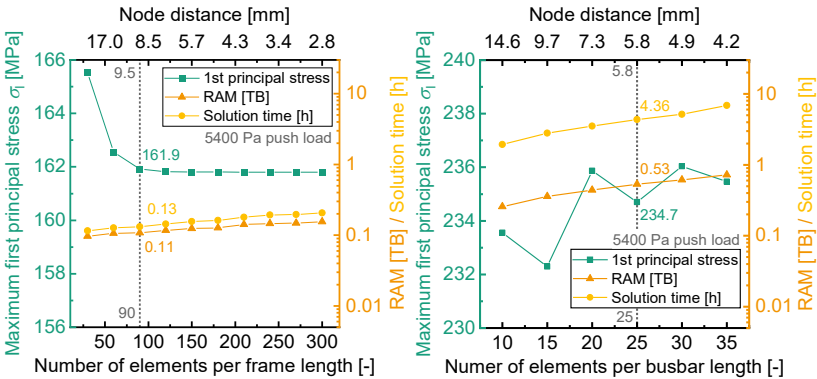 Node distance [mm]
17.0 8.5 5.7 4.3 3.4 2.8
166
164
162
160
158
156
Maximum first principal stress σI [MPa]
9.5
1st principal stress
RAM [TB]
Solution time [h]
5400 Pa push load
161.9
0.13
0.11
90
10
1
0.1
0.01
RAM [TB] / Solution time [h]
50 100 150 200 250 300
Number of elements per frame length [-]
Node distance [mm]
14.6 9.7 7.3 5.8 4.9 4.2
240
238
236
234
232
230
Maximum first principal stress σI [MPa]
5.8
4.36
0.53
234.7
5400 Pa push load
1st principal stress
RAM [TB]
Solution time [h]
25
10
1
0.1
0.01
RAM [TB] / Solution time [h]
10 15 20 25 30 35
Numer of elements per busbar length [-]